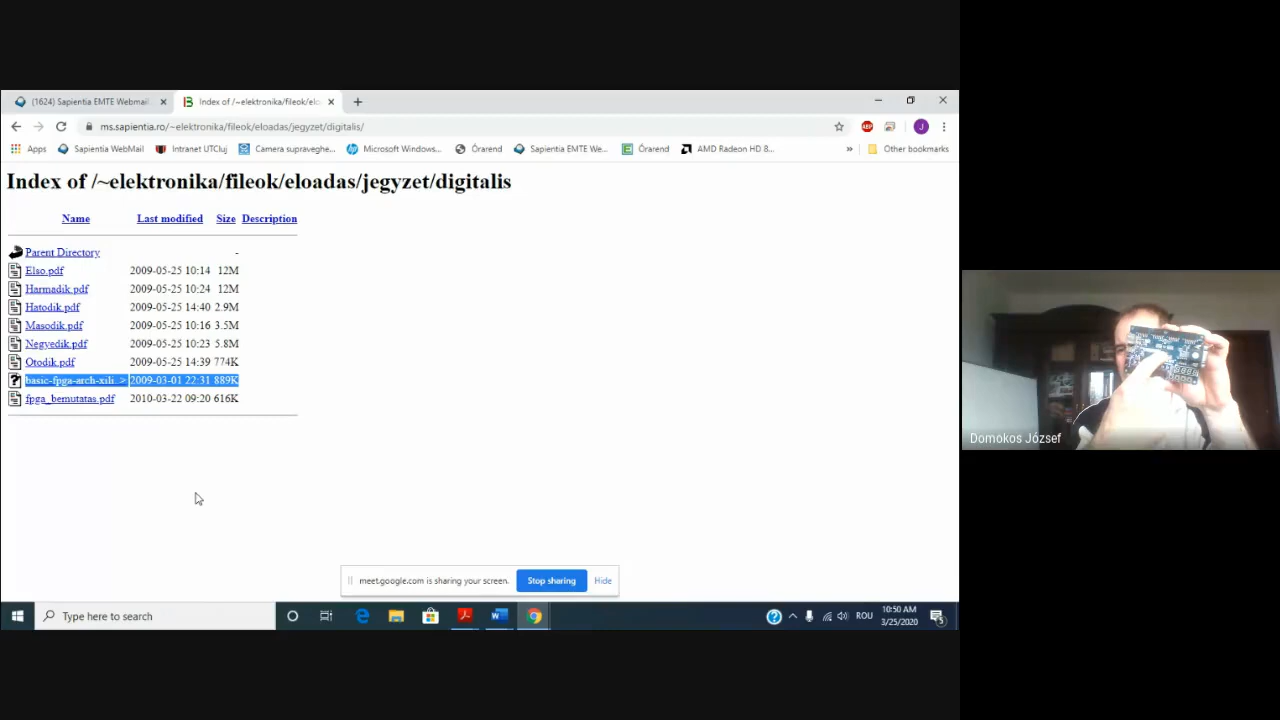 (1624) Sapientia EMTE Webmail
Index of /~elektronika/fileok/elo
ms.sapientia.ro/~elektronika/fileok/eloadas/jegyzet/digitalis/
ABP
J
Apps
Sapientia WebMail
Intranet UTCluj
Camera supraveghe...
Microsoft Windows...
Órarend
Sapientia EMTE We...
Órarend
AMD Radeon HD 8...
»
Other bookmarks
Index of /~elektronika/fileok/eloadas/jegyzet/digitalis
Name Last modified Size Description
Parent Directory -
Elso.pdf 2009-05-25 10:14 12M
Harmadik.pdf 2009-05-25 10:24 12M
Hatodik.pdf 2009-05-25 14:40 2.9M
Masodik.pdf 2009-05-25 10:16 3.5M
Negyedik.pdf 2009-05-25 10:23 5.8M
Otodik.pdf 2009-05-25 14:39 774K
basic-fpga-arch-xili..> 2009-03-01 22:31 889K
fpga_bemutatas.pdf 2010-03-22 09:20 616K
Domokos József
meet.google.com is sharing your screen. Stop sharing Hide
Type here to search
ROU
10:50 AM
3/25/2020
5